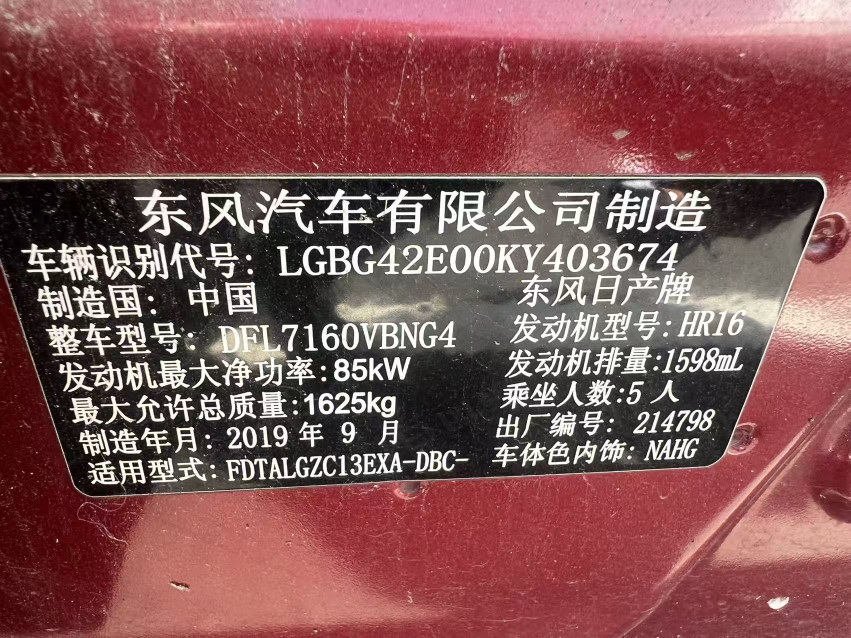 东风汽车有限公司制造
车辆识别代号: LGBG42E00KY403674
制造国: 中国 东风日产牌
整车型号: DFL7160VBNG4 发动机型号: HR16
发动机最大净功率: 85kW 发动机排量: 1598mL
最大允许总质量: 1625kg 乘坐人数: 5 人
制造年月: 2019 年 9 月 出厂编号: 214798
适用型式: FDTALGZC13EXA-DBC- 车体色内饰: NAHG